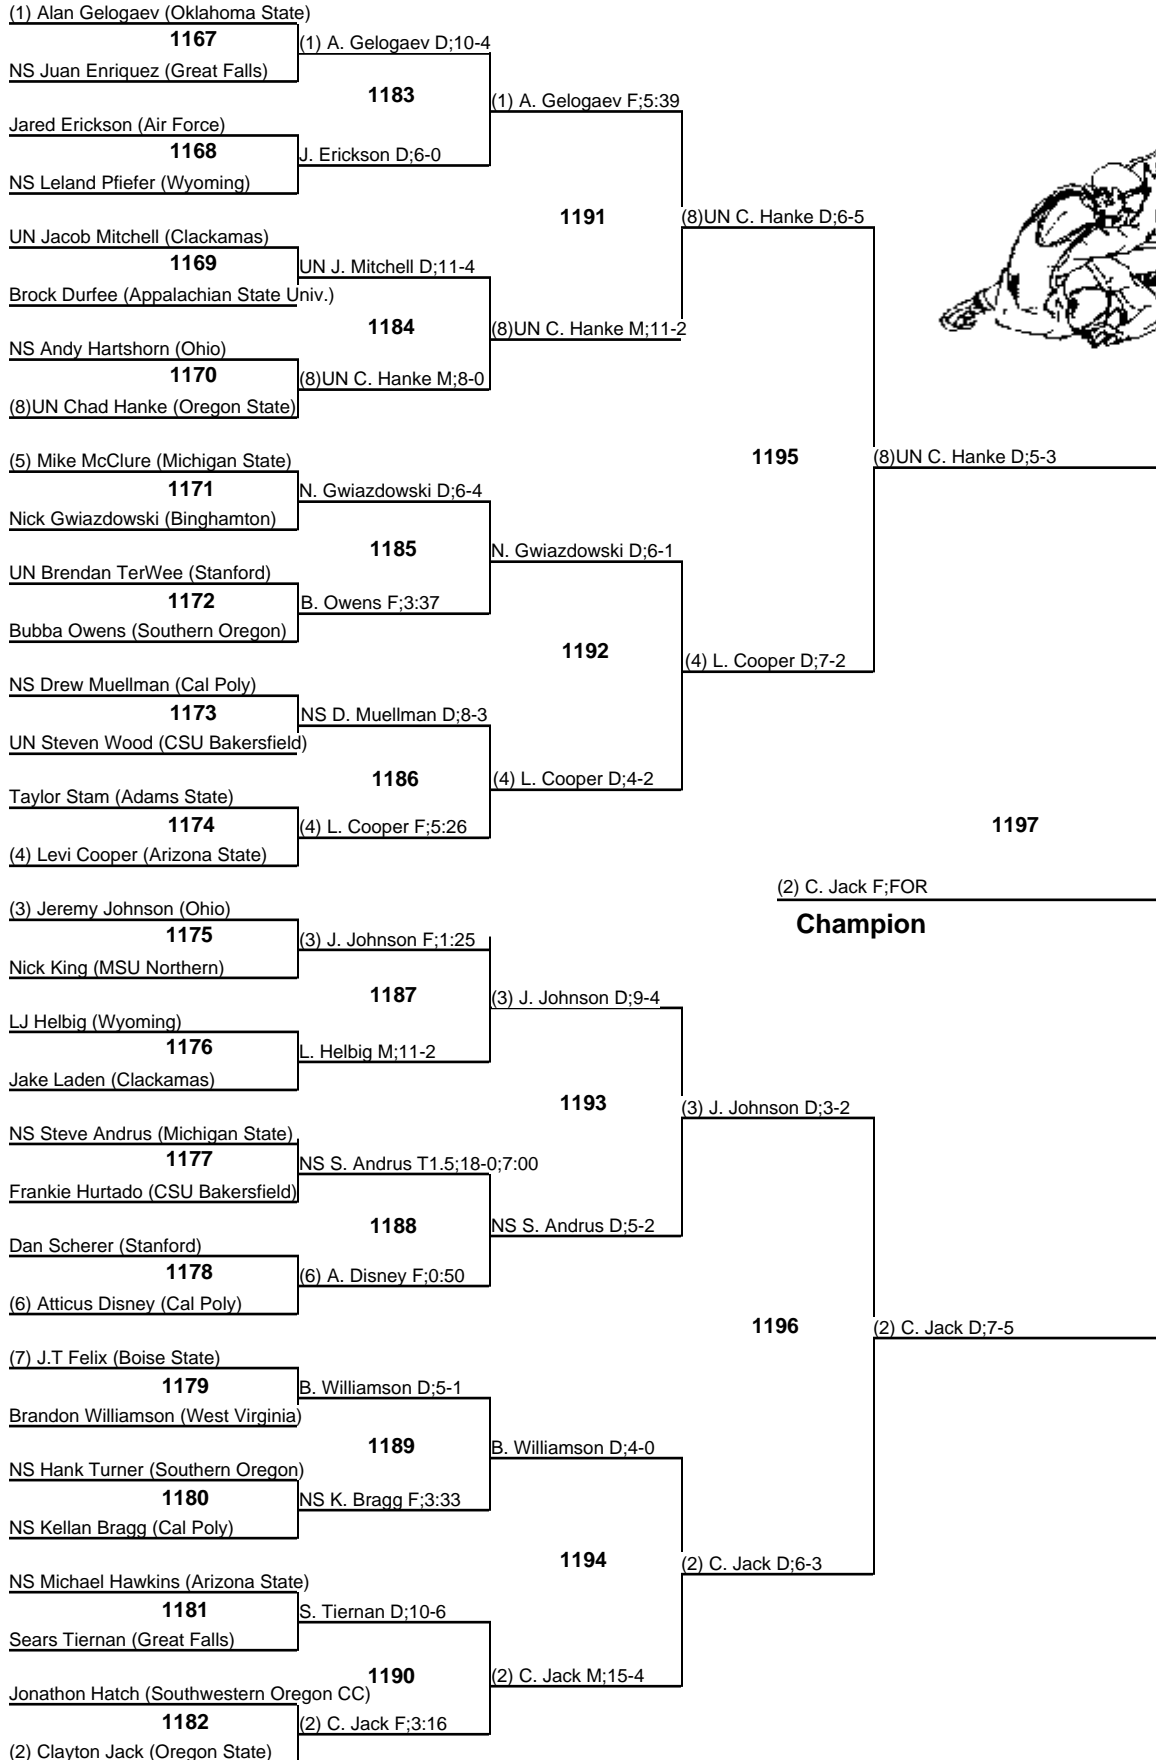 (1) Alan Gelogaev (Oklahoma State)
1167
(1) A. Gelogaev D;10-4
NS Juan Enriquez (Great Falls)
1183
(1) A. Gelogaev F;5:39
Jared Erickson (Air Force)
1168
J. Erickson D;6-0
NS Leland Pfiefer (Wyoming)
1191
(8)UN C. Hanke D;6-5
UN Jacob Mitchell (Clackamas)
1169
UN J. Mitchell D;11-4
Brock Durfee (Appalachian State Univ.)
1184
(8)UN C. Hanke M;11-2
NS Andy Hartshorn (Ohio)
1170
(8)UN C. Hanke M;8-0
(8)UN Chad Hanke (Oregon State)
1195
(8)UN C. Hanke D;5-3
(5) Mike McClure (Michigan State)
1171
N. Gwiazdowski D;6-4
Nick Gwiazdowski (Binghamton)
1185
N. Gwiazdowski D;6-1
UN Brendan TerWee (Stanford)
1172
B. Owens F;3:37
Bubba Owens (Southern Oregon)
1192
(4) L. Cooper D;7-2
NS Drew Muellman (Cal Poly)
1173
NS D. Muellman D;8-3
UN Steven Wood (CSU Bakersfield)
1186
(4) L. Cooper D;4-2
Taylor Stam (Adams State)
1174
(4) L. Cooper F;5:26
(4) Levi Cooper (Arizona State)
1197
(2) C. Jack F;FOR
Champion
(3) Jeremy Johnson (Ohio)
1175
(3) J. Johnson F;1:25
Nick King (MSU Northern)
1187
(3) J. Johnson D;9-4
LJ Helbig (Wyoming)
1176
L. Helbig M;11-2
Jake Laden (Clackamas)
1193
(3) J. Johnson D;3-2
NS Steve Andrus (Michigan State)
1177
NS S. Andrus T1.5;18-0;7:00
Frankie Hurtado (CSU Bakersfield)
1188
NS S. Andrus D;5-2
Dan Scherer (Stanford)
1178
(6) A. Disney F;0:50
(6) Atticus Disney (Cal Poly)
1196
(2) C. Jack D;7-5
(7) J.T Felix (Boise State)
1179
B. Williamson D;5-1
Brandon Williamson (West Virginia)
1189
B. Williamson D;4-0
NS Hank Turner (Southern Oregon)
1180
NS K. Bragg F;3:33
NS Kellan Bragg (Cal Poly)
1194
(2) C. Jack D;6-3
NS Michael Hawkins (Arizona State)
1181
S. Tiernan D;10-6
Sears Tiernan (Great Falls)
1190
(2) C. Jack M;15-4
Jonathon Hatch (Southwestern Oregon CC)
1182
(2) C. Jack F;3:16
(2) Clayton Jack (Oregon State)